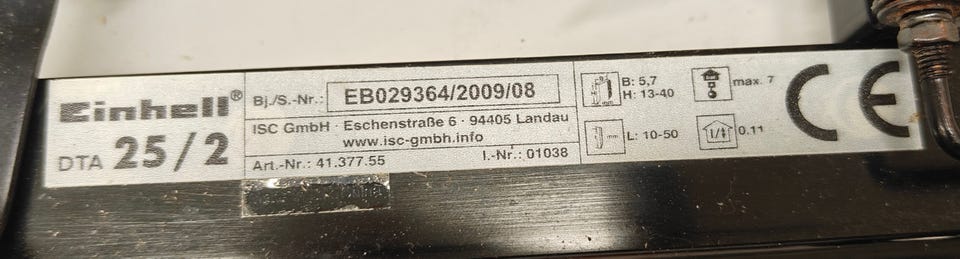 Einhell®
DTA 25/2
Bj./S.-Nr.: EB029364/2009/08
ISC GmbH · Eschenstraße 6 · 94405 Landau
www.isc-gmbh.info
Art.-Nr.: 41.377.55 I.-Nr.: 01038
B: 5,7
H: 13-40
max. 7
L: 10-50
0.11
CE